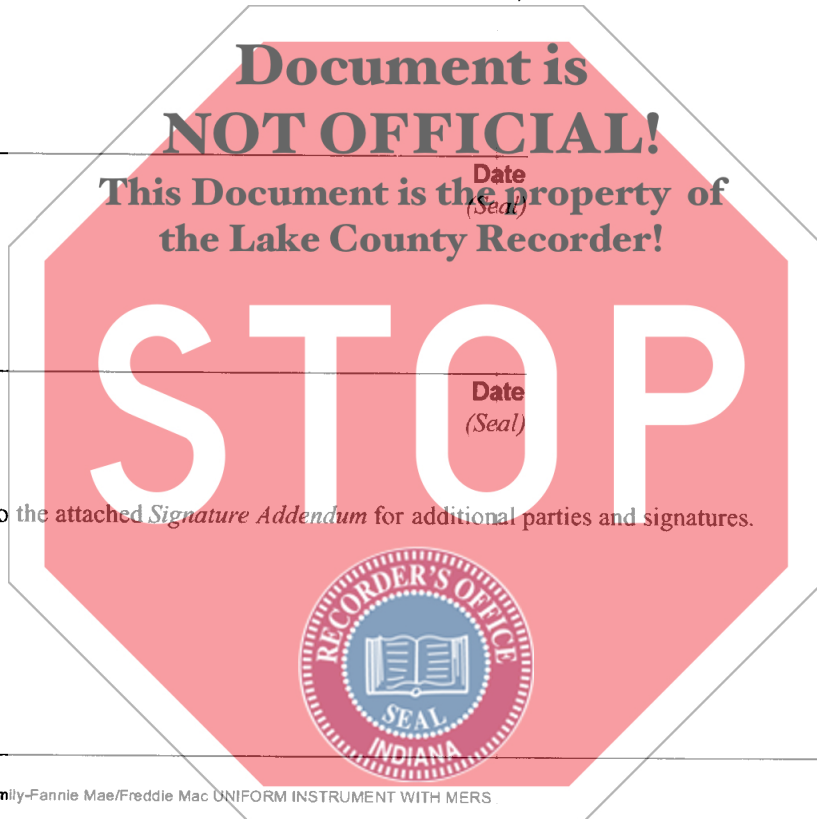 Document is
NOT OFFICIAL!
Date
This Document is the property of
(Seal)
the Lake County Recorder!
STOP
Date
(Seal)
the attached Signature Addendum for additional parties and signatures.
RECORDER'S OFFICE
SEAL
INDIANA
-Fannie Mae/Freddie Mac UNIFORM INSTRUMENT WITH MERS